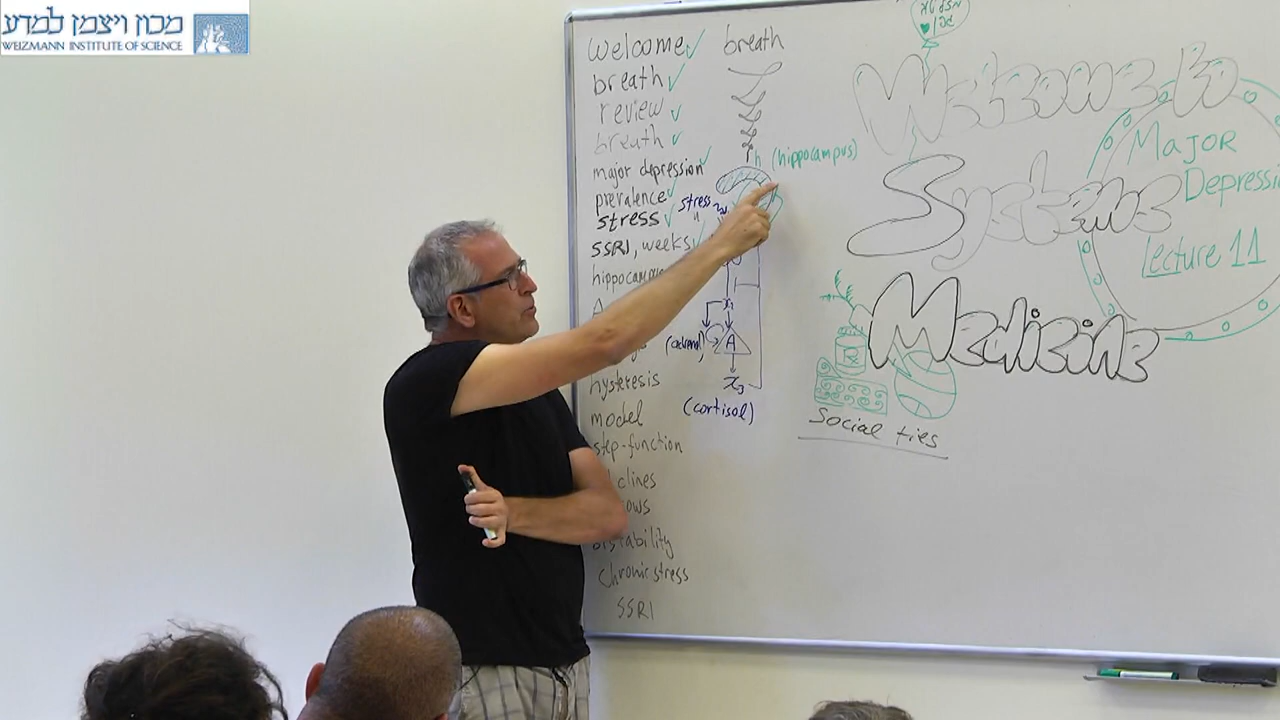 מכון ויצמן למדע
WEIZMANN INSTITUTE OF SCIENCE
welcome ✓
breath ✓
review ✓
breath ✓
major depression ✓
prevalence ✓
stress ✓
SSRI, weeks ✓
hysteresis
model
step-function
clines
bistability
chronic stress
SSRI
breath
h (hippocampus)
stress
x₁
(adrenal)
A
x₃
(cortisol)
Welcome to
Systems
Medicine
Social ties
Major
Lecture 11